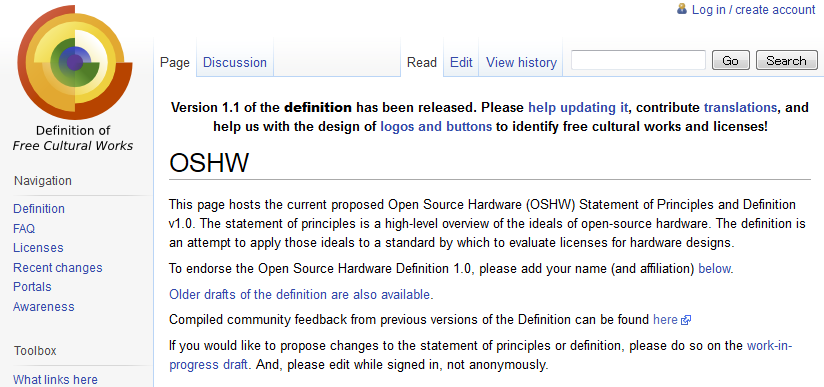 Log in / create account
Page Discussion Read Edit View history Go Search
Definition of
Free Cultural Works
Navigation
Definition
FAQ
Licenses
Recent changes
Portals
Awareness
Toolbox
What links here
Version 1.1 of the definition has been released. Please help updating it, contribute translations, and
help us with the design of logos and buttons to identify free cultural works and licenses!
OSHW
This page hosts the current proposed Open Source Hardware (OSHW) Statement of Principles and Definition
v1.0. The statement of principles is a high-level overview of the ideals of open-source hardware. The definition is
an attempt to apply those ideals to a standard by which to evaluate licenses for hardware designs.
To endorse the Open Source Hardware Definition 1.0, please add your name (and affiliation) below.
Older drafts of the definition are also available.
Compiled community feedback from previous versions of the Definition can be found here
If you would like to propose changes to the statement of principles or definition, please do so on the work-in-
progress draft. And, please edit while signed in, not anonymously.